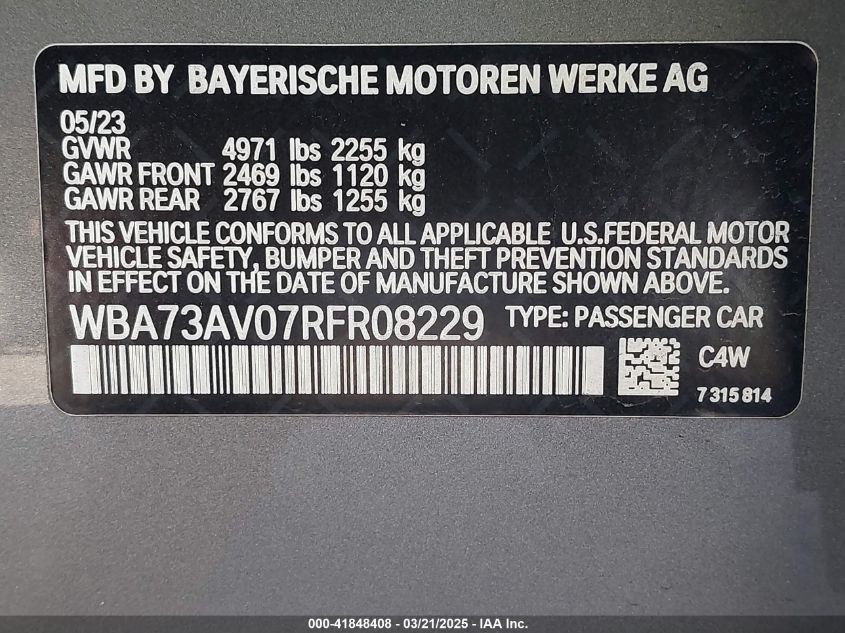 MFD BY BAYERISCHE MOTOREN WERKE AG
05/23
GVWR 4971 lbs 2255 kg
GAWR FRONT 2469 lbs 1120 kg
GAWR REAR 2767 lbs 1255 kg
THIS VEHICLE CONFORMS TO ALL APPLICABLE U.S.FEDERAL MOTOR
VEHICLE SAFETY, BUMPER AND THEFT PREVENTION STANDARDS
IN EFFECT ON THE DATE OF MANUFACTURE SHOWN ABOVE.
WBA73AV07RFR08229 TYPE: PASSENGER CAR
C4W
7 315 814
000-41848408 - 03/21/2025 - IAA Inc.